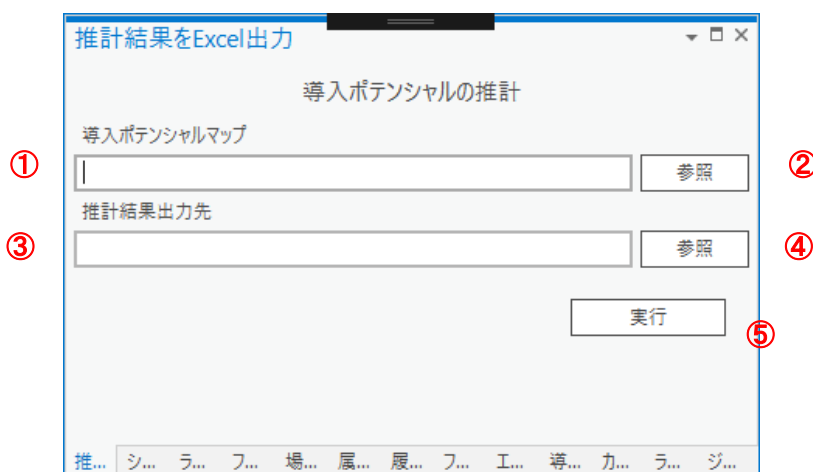 推計結果をExcel出力
導入ポテンシャルの推計
導入ポテンシャルマップ
① 参照 ②
推計結果出力先
③ 参照 ④
実行 ⑤
推... シ... ラ... フ... 場... 属... 履... フ... エ... 導... カ... ラ... ジ...